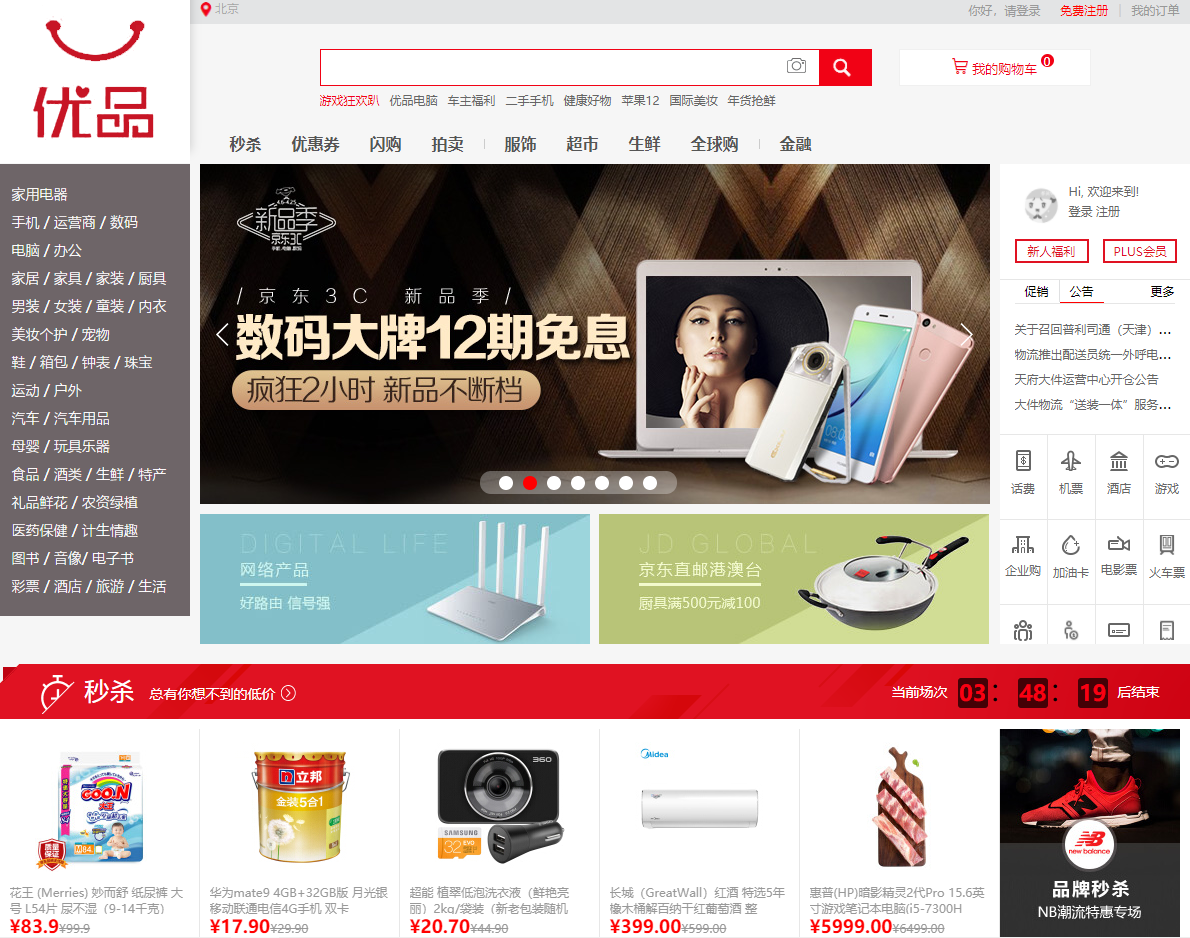 北京
你好，请登录 免费注册 我的订单
优品
我的购物车 0
游戏狂欢趴 优品电脑 车主福利 二手手机 健康好物 苹果12 国际美妆 年货抢鲜
秒杀 优惠券 闪购 拍卖 服饰 超市 生鲜 全球购 金融
家用电器
手机 / 运营商 / 数码
电脑 / 办公
家居 / 家具 / 家装 / 厨具
男装 / 女装 / 童装 / 内衣
美妆个护 / 宠物
鞋 / 箱包 / 钟表 / 珠宝
运动 / 户外
汽车 / 汽车用品
母婴 / 玩具乐器
食品 / 酒类 / 生鲜 / 特产
礼品鲜花 / 农资绿植
医药保健 / 计生情趣
图书 / 音像/ 电子书
彩票 / 酒店 / 旅游 / 生活
新品季
京东3C
/ 京东3C 新品季 /
数码大牌12期免息
疯狂2小时 新品不断档
DIGITAL LIFE
网络产品
好路由 信号强
JD GLOBAL
京东直邮港澳台
厨具满500元减100
Hi, 欢迎来到!
登录 注册
新人福利 PLUS会员
促销 公告 更多
关于召回普利司通（天津）...
物流推出配送员统一外呼电...
天府大件运营中心开仓公告
大件物流“送装一体”服务...
话费 机票 酒店 游戏
企业购 加油卡 电影票 火车票
秒杀 总有你想不到的低价
当前场次 03 : 48 : 19 后结束
GOO.N
大王
质量保证
立邦
金装5合1
360
SAMSUNG
32 EVO
Midea
花王 (Merries) 妙而舒 纸尿裤 大
号 L54片 尿不湿（9-14千克）
¥83.9 ¥99.9
华为mate9 4GB+32GB版 月光银
移动联通电信4G手机 双卡
¥17.90 ¥29.90
超能 植翠低泡洗衣液（鲜艳亮
丽）2kg/袋装（新老包装随机
¥20.70 ¥44.90
长城（GreatWall）红酒 特选5年
橡木桶解百纳干红葡萄酒 整
¥399.00 ¥599.00
惠普(HP)暗影精灵2代Pro 15.6英
寸游戏笔记本电脑(i5-7300H
¥5999.00 ¥6499.00
new balance
品牌秒杀
NB潮流特惠专场